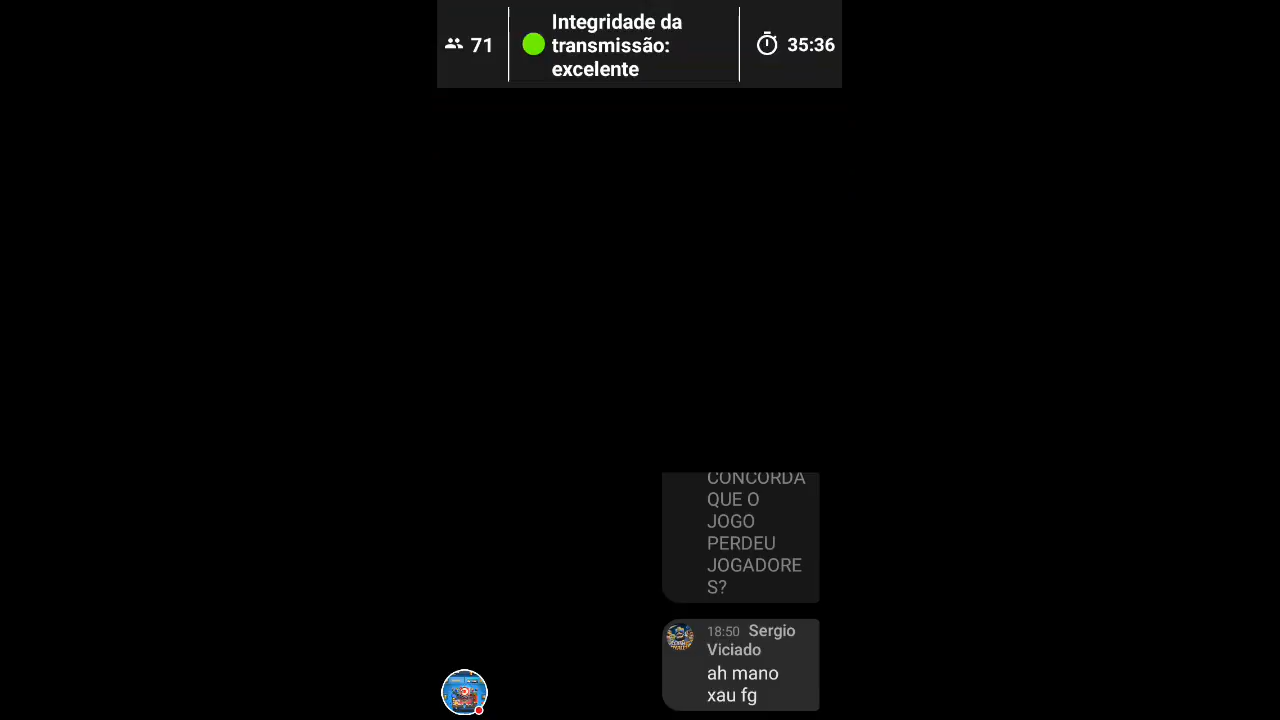 71
Integridade da
transmissão:
excelente
35:36
CONCORDA
QUE O
JOGO
PERDEU
JOGADORE
S?
18:50 Sergio
Viciado
ah mano
xau fg